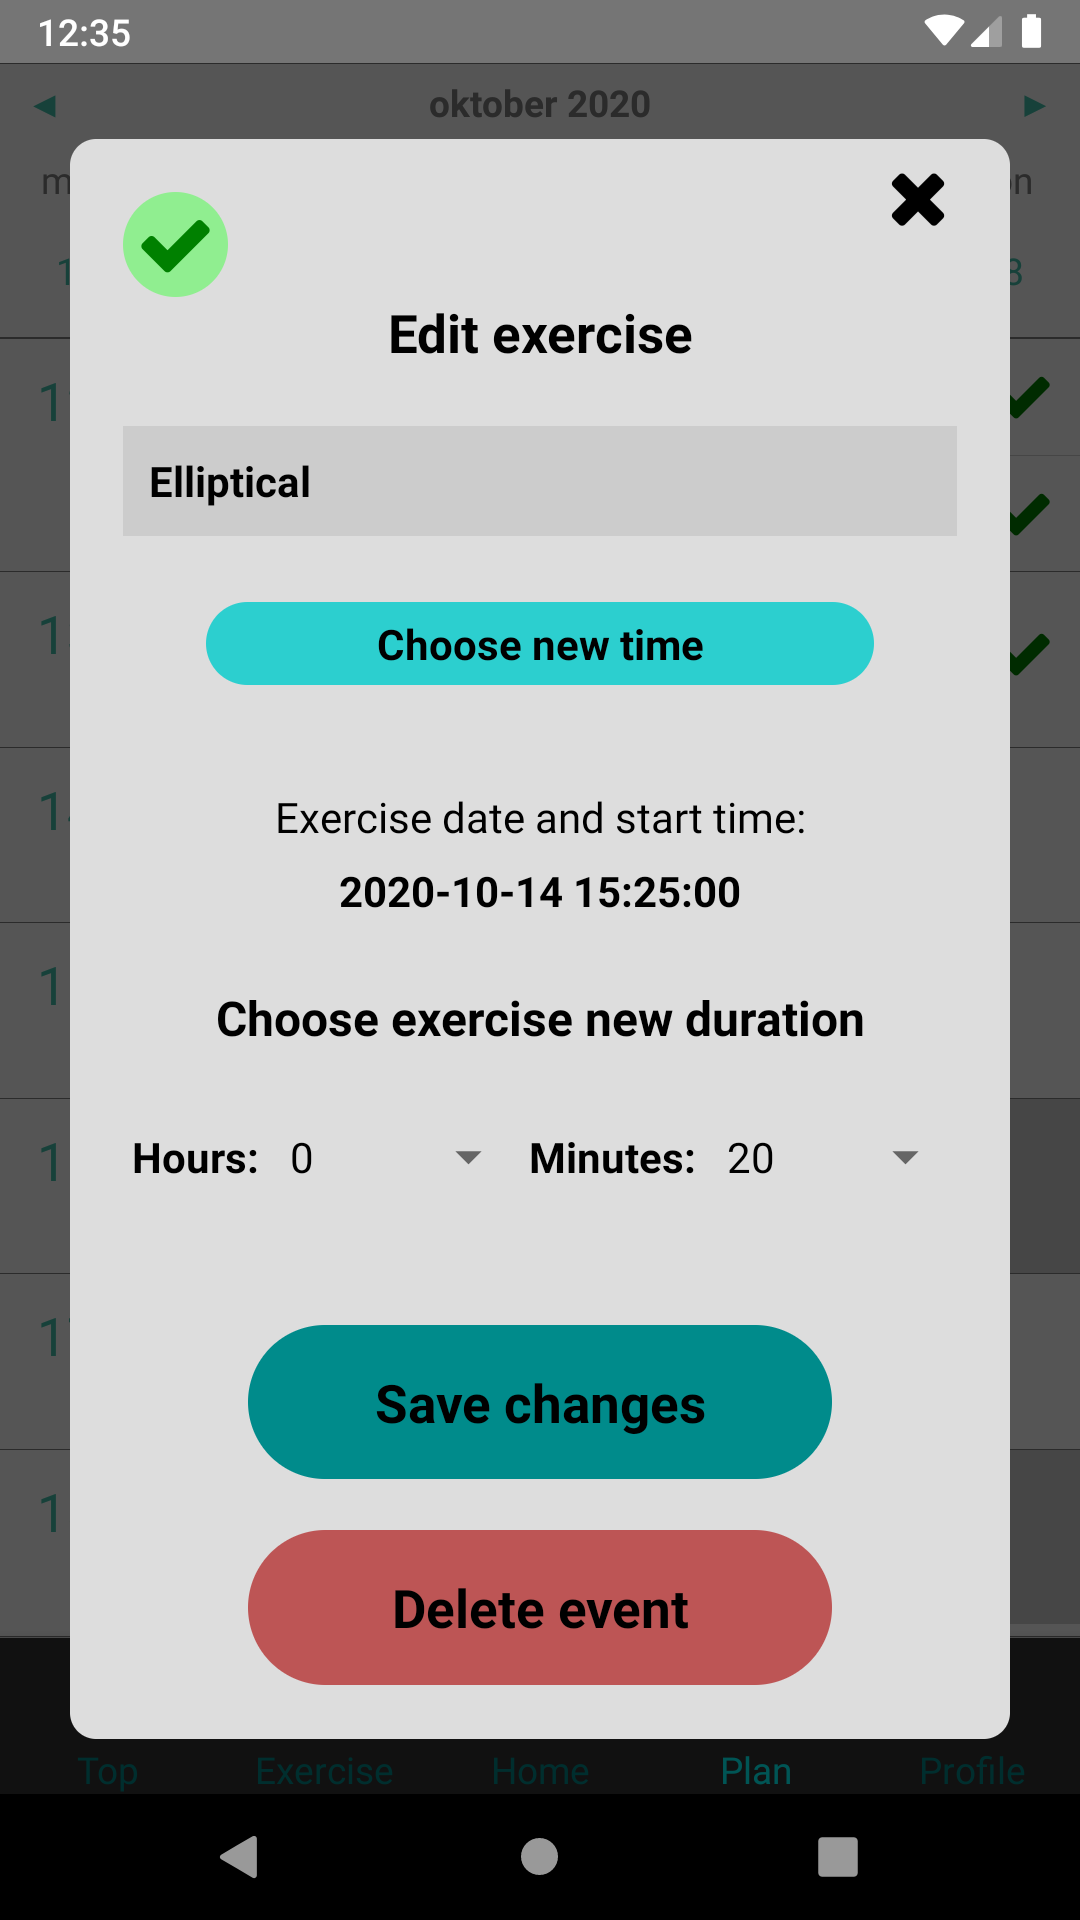 12:35
oktober 2020
Edit exercise
Elliptical
Choose new time
Exercise date and start time:
2020-10-14 15:25:00
Choose exercise new duration
Hours: 0 Minutes: 20
Save changes
Delete event
Top Exercise Home Plan Profile